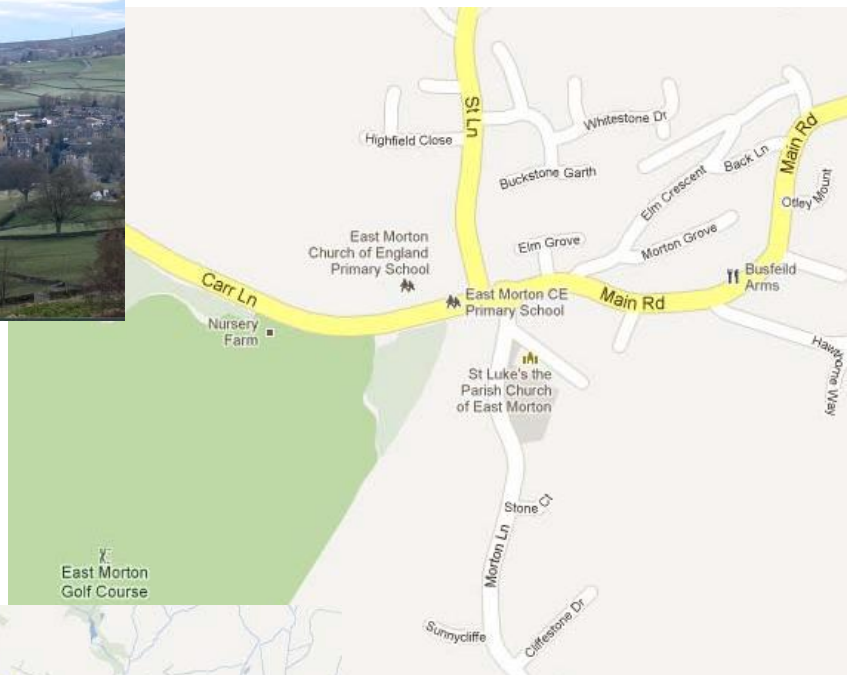 St Ln
Highfield Close
Whitestone Dr
Buckstone Garth
Elm Crescent
Back Ln
Main Rd
Otley Mount
East Morton
Church of England
Primary School
Elm Grove
Morton Grove
Busfeild
Arms
Carr Ln
East Morton CE
Primary School
Main Rd
Nursery
Farm
Hawthorne Way
St Luke's the
Parish Church
of East Morton
Stone Ct
Morton Ln
East Morton
Golf Course
Sunnycliffe
Cliffestone Dr